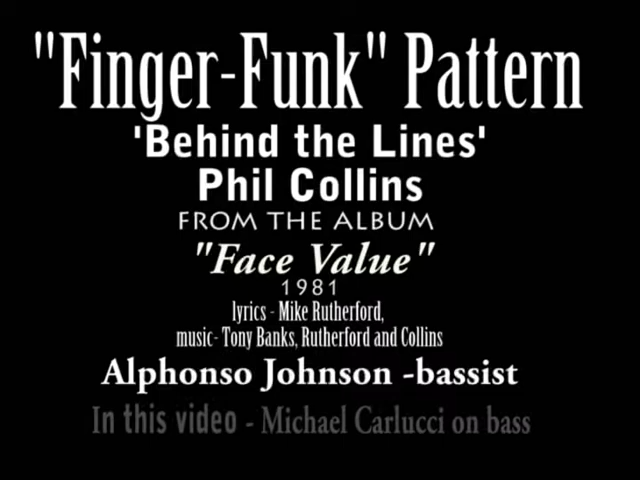 "Finger-Funk" Pattern
'Behind the Lines'
Phil Collins
FROM THE ALBUM
"Face Value"
1981
lyrics - Mike Rutherford,
music- Tony Banks, Rutherford and Collins
Alphonso Johnson -bassist
In this video - Michael Carlucci on bass